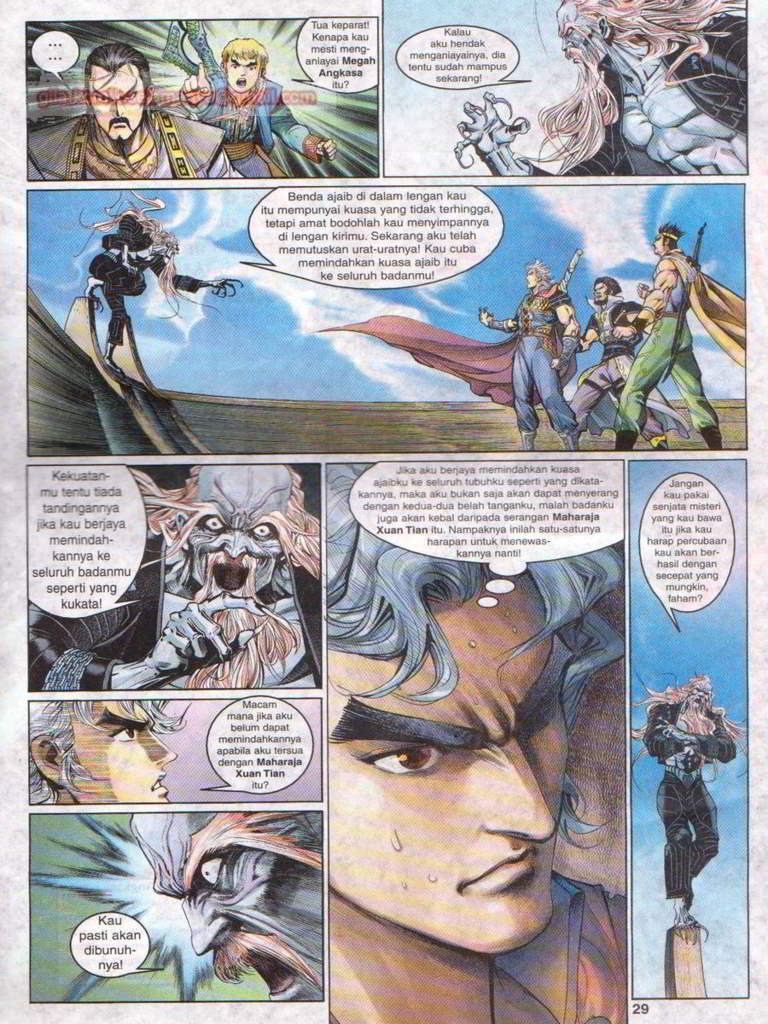 ...
...
Tua keparat!
Kenapa kau
mesti meng-
aniayai Megah
Angkasa
itu?
Kalau
aku hendak
menganiayainya, dia
tentu sudah mampus
sekarang!
Benda ajaib di dalam lengan kau
itu mempunyai kuasa yang tidak terhingga,
tetapi amat bodohlah kau menyimpannya
di lengan kirimu. Sekarang aku telah
memutuskan urat-uratnya! Kau cuba
memindahkan kuasa ajaib itu
ke seluruh badanmu!
Kekuatan-
mu tentu tiada
tandingannya
jika kau berjaya
memindah-
kannya ke
seluruh badanmu
seperti yang
kukata!
Jika aku berjaya memindahkan kuasa
ajaibku ke seluruh tubuhku seperti yang dikata-
kannya, maka aku bukan saja akan dapat menyerang
dengan kedua-dua belah tanganku, malah badanku
juga akan kebal daripada serangan Maharaja
Xuan Tian itu. Nampaknya inilah satu-satunya
harapan untuk menewas-
kannya nanti!
Jangan
kau pakai
senjata misteri
yang kau bawa
itu jika kau
harap percubaan
kau akan ber-
hasil dengan
secepat yang
mungkin,
faham?
Macam
mana jika aku
belum dapat
memindahkannya
apabila aku tersua
dengan Maharaja
Xuan Tian
itu?
Kau
pasti akan
dibunuh-
nya!
29